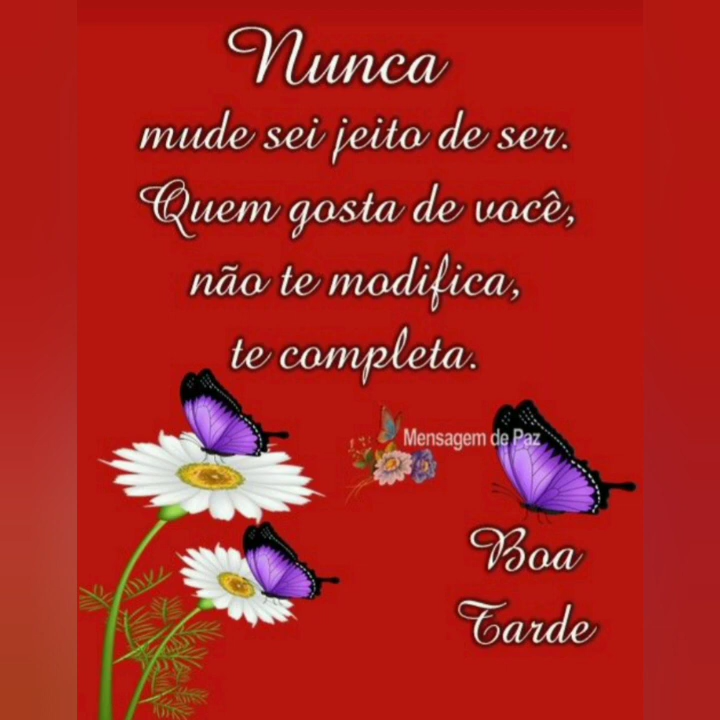 Nunca
mude sei jeito de ser.
Quem gosta de você,
não te modifica,
te completa.
Mensagem de Paz
Boa
Tarde